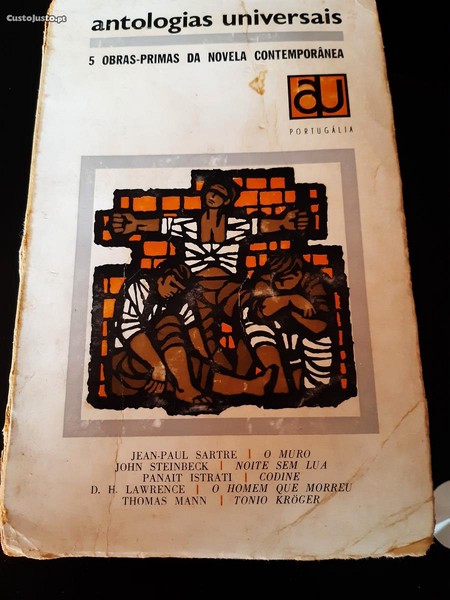 CustoJusto.pt
antologias universais
5 OBRAS-PRIMAS DA NOVELA CONTEMPORÂNEA
au
PORTUGÁLIA
JEAN-PAUL SARTRE | O MURO
JOHN STEINBECK | NOITE SEM LUA
PANAIT ISTRATI | CODINE
D. H. LAWRENCE | O HOMEM QUE MORREU
THOMAS MANN | TONIO KRÖGER